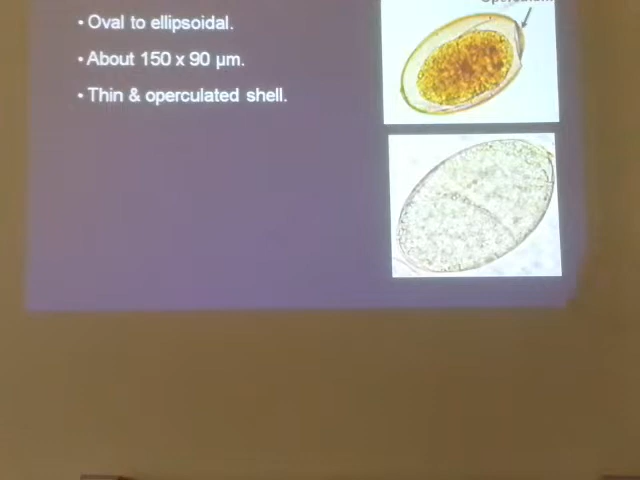 • Oval to ellipsoidal.
• About 150 x 90 µm.
• Thin & operculated shell.